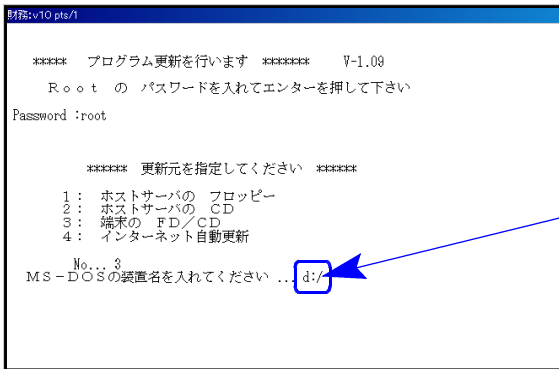 財務:v10 pts/1
***** プログラム更新を行います ******* V-1.09
Root の パスワードを入れてエンターを押して下さい
Password :root
****** 更新元を指定してください ******
1: ホストサーバの フロッピー
2: ホストサーバの CD
3: 端末の FD/CD
4: インターネット自動更新
No... 3
MS-DOSの装置名を入れてください ... d:/